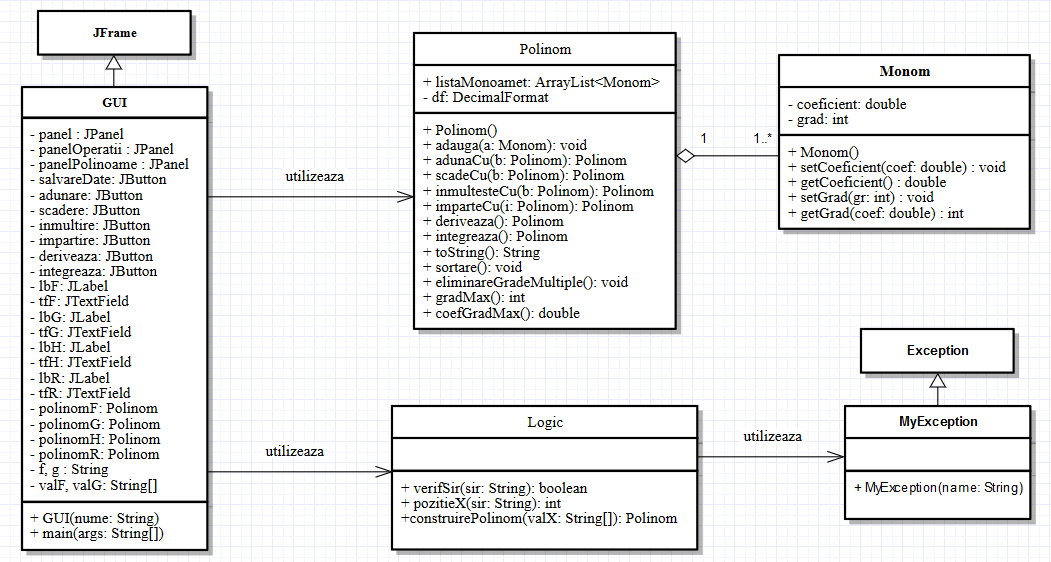 JFrame
GUI
- panel : JPanel
- panelOperatii : JPanel
- panelPolinoame : JPanel
- salvareDate: JButton
- adunare: JButton
- scadere: JButton
- inmultire: JButton
- impartire: JButton
- deriveaza: JButton
- integreaza: JButton
- lbF: JLabel
- tfF: JTextField
- lbG: JLabel
- tfG: JTextField
- lbH: JLabel
- tfH: JTextField
- lbR: JLabel
- tfR: JTextField
- polinomF: Polinom
- polinomG: Polinom
- polinomH: Polinom
- polinomR: Polinom
- f, g : String
- valF, valG: String[]
+ GUI(nume: String)
+ main(args: String[])
utilizeaza
Polinom
+ listaMonoamet: ArrayList<Monom>
- df: DecimalFormat
+ Polinom()
+ adauga(a: Monom): void
+ adunaCu(b: Polinom): Polinom
+ scadeCu(b: Polinom): Polinom
+ inmultesteCu(b: Polinom): Polinom
+ imparteCu(i: Polinom): Polinom
+ deriveaza(): Polinom
+ integreaza(): Polinom
+ toString(): String
+ sortare(): void
+ eliminareGradeMultiple(): void
+ gradMax(): int
+ coefGradMax(): double
1
1..*
Monom
- coeficient: double
- grad: int
+ Monom()
+ setCoeficient(coef: double) : void
+ getCoeficient() : double
+ setGrad(gr: int) : void
+ getGrad(coef: double) : int
utilizeaza
Logic
+ verifSir(sir: String): boolean
+ pozitieX(sir: String): int
+construirePolinom(valX: String[]): Polinom
utilizeaza
Exception
MyException
+ MyException(name: String)